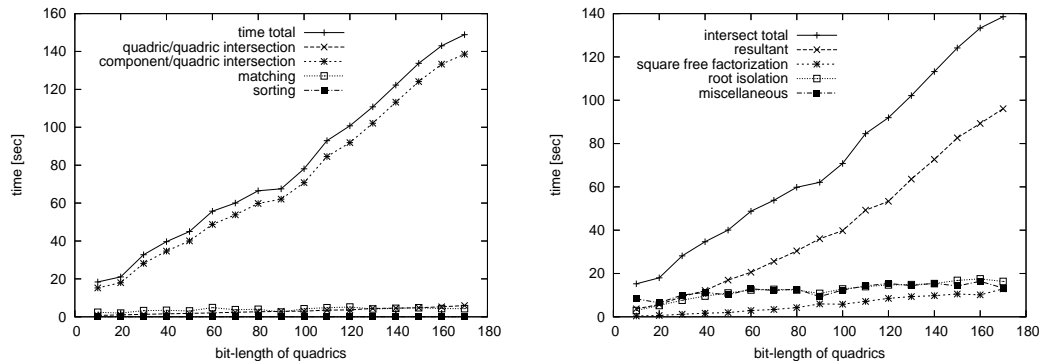 160
140
120
100
80
60
40
20
0
time [sec]
time total
quadric/quadric intersection
component/quadric intersection
matching
sorting
0 20 40 60 80 100 120 140 160 180
bit-length of quadrics
140
120
100
80
60
40
20
0
time [sec]
intersect total
resultant
square free factorization
root isolation
miscellaneous
0 20 40 60 80 100 120 140 160 180
bit-length of quadrics